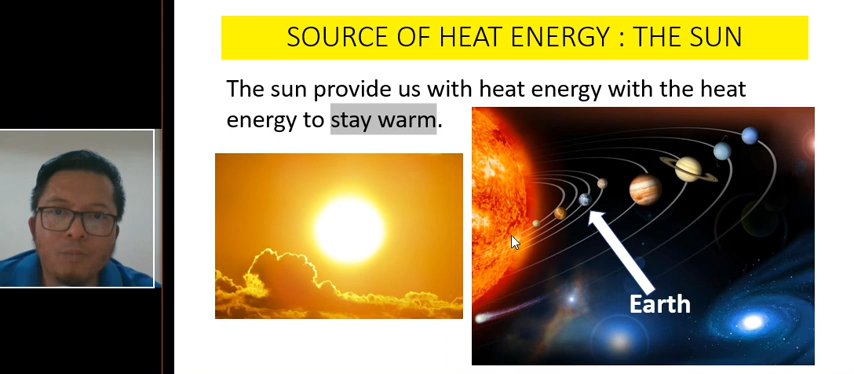 SOURCE OF HEAT ENERGY : THE SUN
The sun provide us with heat energy with the heat
energy to stay warm.
Earth